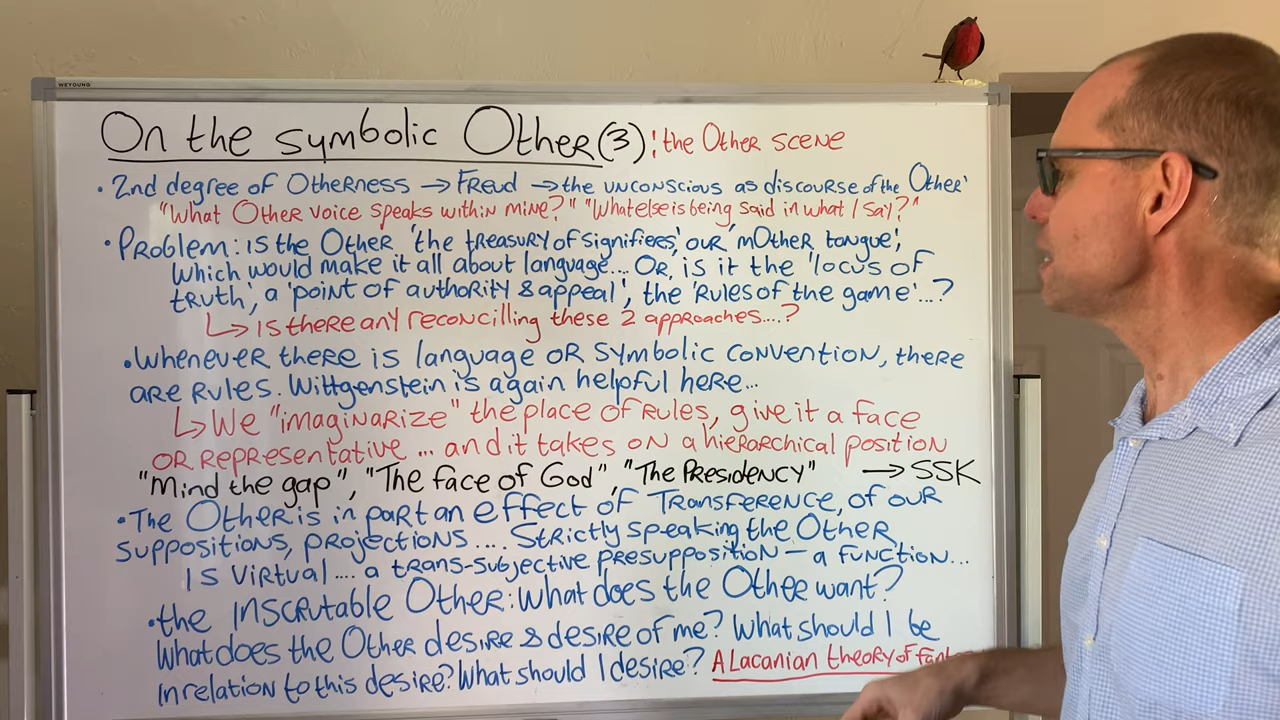 WEYOUNG
On the symbolic Other (3): the Other scene
• 2nd degree of Otherness → Freud → the unconscious as discourse of the Other'
"What Other voice speaks within mine?" "What else is being said in what I say?"
• Problem: is the Other 'the treasury of signifiers', our 'mOther tongue',
which would make it all about language.... Or, is it the 'locus of
truth', a 'point of authority & appeal', the 'rules of the game'...?
↳ Is there any reconcilling these 2 approaches....?
• Whenever there is language or symbolic convention, there
are rules. Wittgenstein is again helpful here...
↳ We "imaginarize" the place of rules, give it a face
or representative ... and it takes on a hierarchical position
"Mind the gap", "The face of God", "The Presidency" → SSK
• The Other is in part an effect of Transference, of our
suppositions, projections.... Strictly speaking the Other
is virtual.... a trans-subjective presupposition – a function...
• the inscrutable Other: what does the Other want?
What does the Other desire & desire of me? What should I be
in relation to this desire? What should I desire? A Lacanian theory of